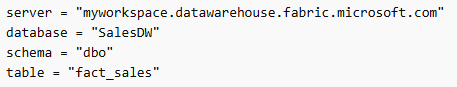 server = "myworkspace.datawarehouse.fabric.microsoft.com"
database = "SalesDW"
schema = "dbo"
table = "fact_sales"